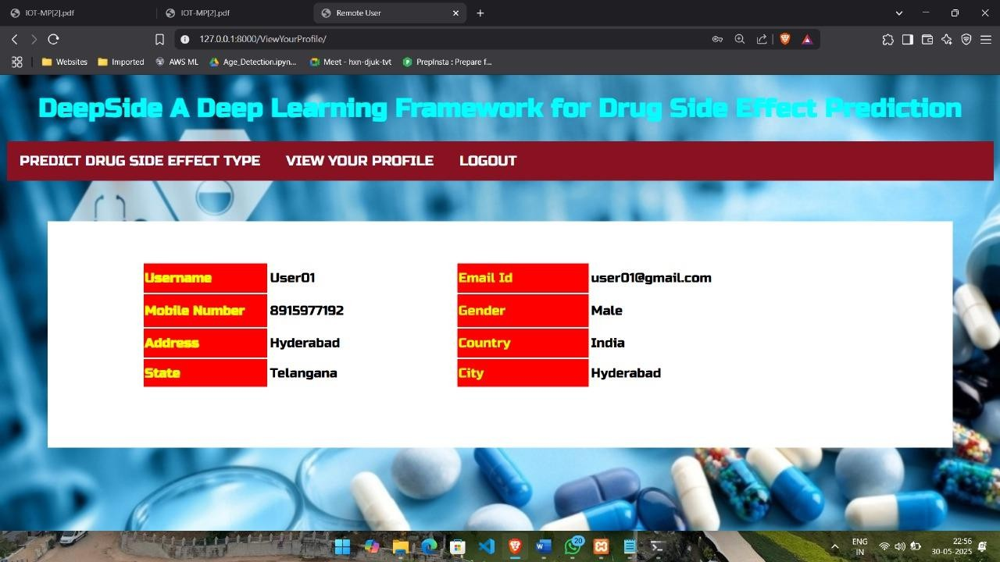 IOT-MP[2].pdf
IOT-MP[2].pdf
Remote User
127.0.0.1:8000/ViewYourProfile/
Websites Imported AWS ML Age_Detection.ipyn... Meet - hxn-djuk-tvt PrepInsta : Prepare f...
DeepSide A Deep Learning Framework for Drug Side Effect Prediction
PREDICT DRUG SIDE EFFECT TYPE VIEW YOUR PROFILE LOGOUT
Username User01 Email Id user01@gmail.com
Mobile Number 8915977192 Gender Male
Address Hyderabad Country India
State Telangana City Hyderabad
20
ENG
IN
22:56
30-05-2025